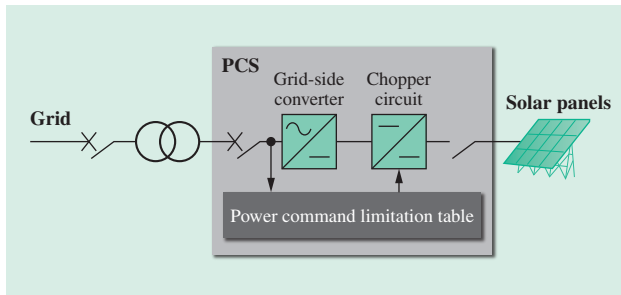 PCS
Grid-side
converter
Chopper
circuit
Grid
Solar panels
Power command limitation table